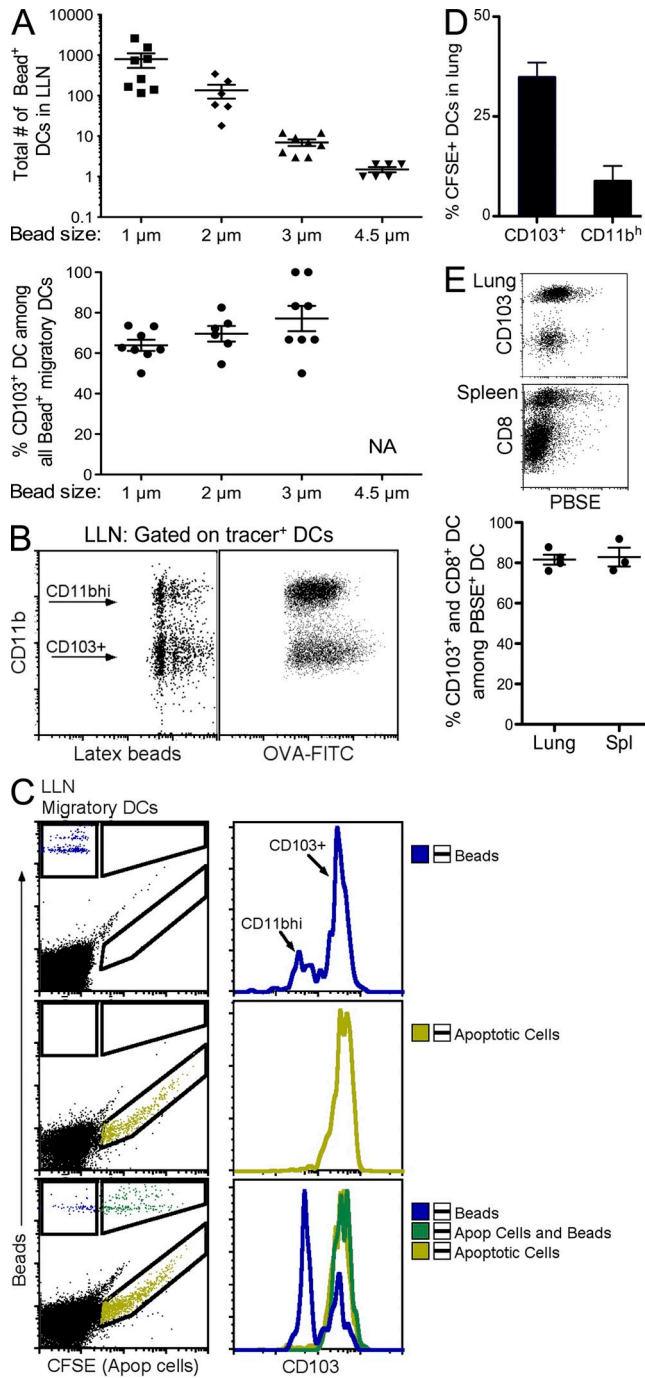 A
Total # of Bead+
DCs in LLN
10000
1000
100
10
1
0.1
Bead size: 1 µm 2 µm 3 µm 4.5 µm
% CD103+ DC among
all Bead+ migratory DCs
100
80
60
40
20
0
NA
Bead size: 1 µm 2 µm 3 µm 4.5 µm
B
LLN: Gated on tracer+ DCs
CD11b
CD11bhi
CD103+
Latex beads
OVA-FITC
C
LLN
Migratory DCs
CD103+
CD11bhi
Beads
Apoptotic Cells
Beads
Apop Cells and Beads
Apoptotic Cells
Beads
CFSE (Apop cells)
CD103
D
% CFSE+ DCs in lung
50
25
0
CD103+ CD11bh
E
Lung
CD103
Spleen
CD8
PBSE
% CD103+ and CD8+ DC
among PBSE+ DC
100
80
60
40
20
0
Lung Spl